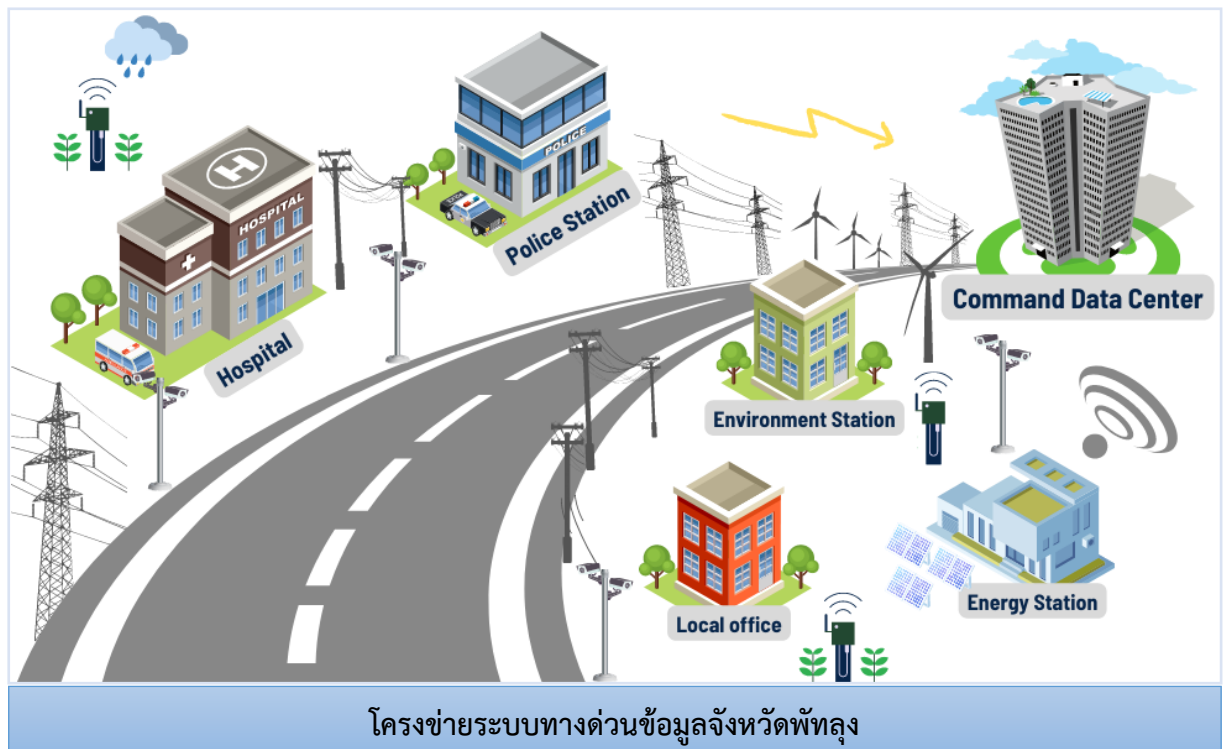 POLICE
Police Station
H
HOSPITAL
Hospital
Command Data Center
Environment Station
Energy Station
Local office
โครงข่ายระบบทางด่วนข้อมูลจังหวัดพัทลุง